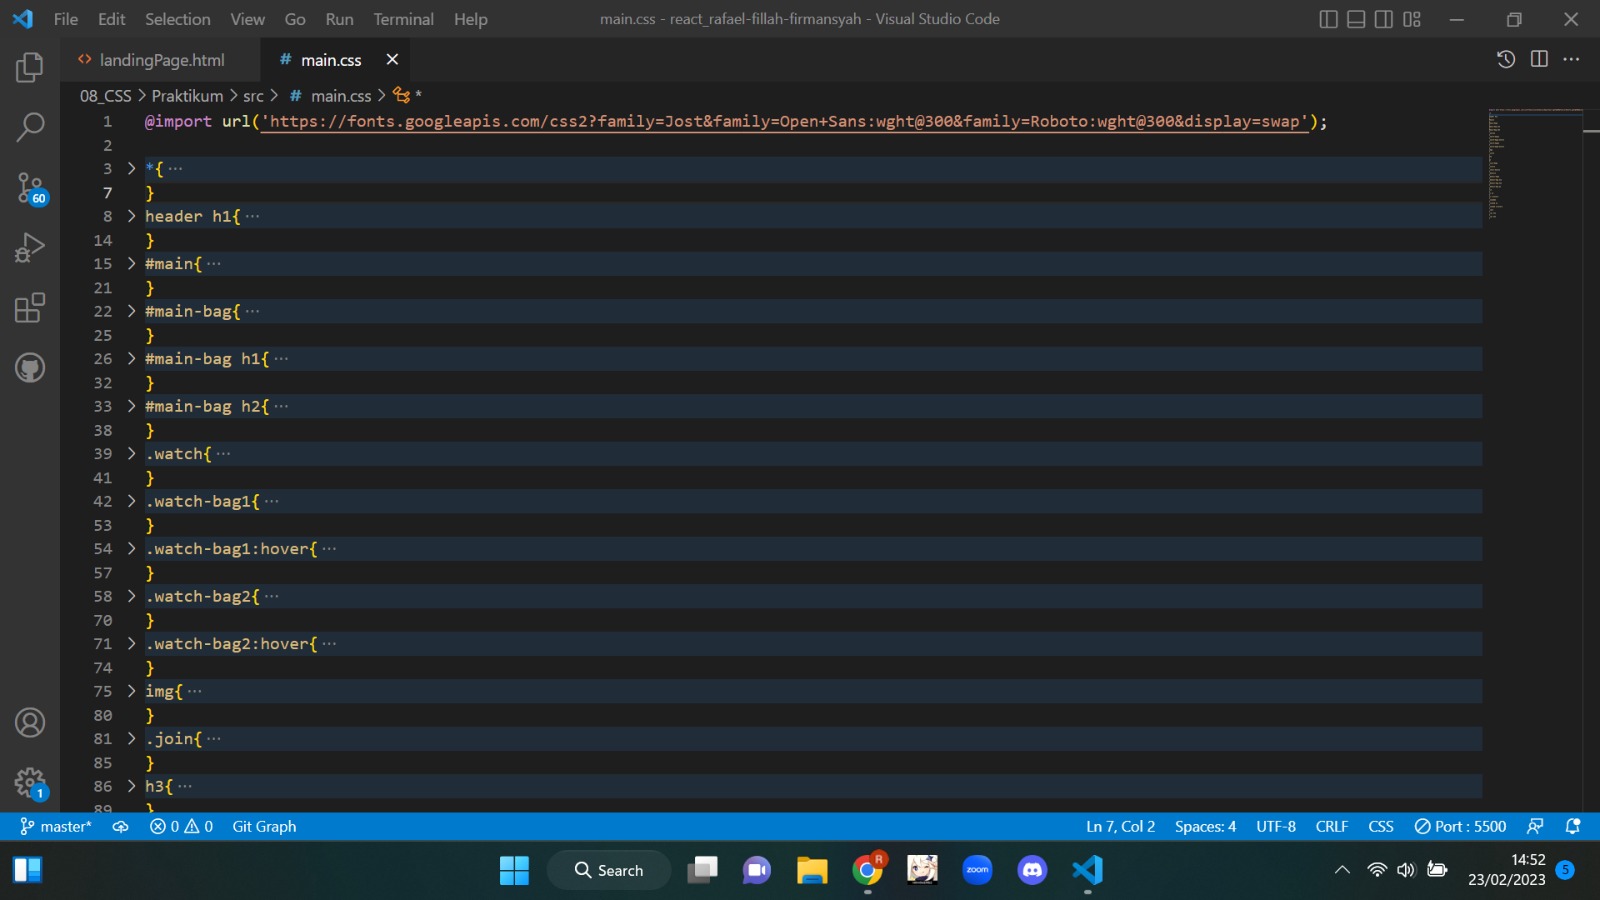 File Edit Selection View Go Run Terminal Help main.css - react_rafael-fillah-firmansyah - Visual Studio Code
<> landingPage.html # main.css
08_CSS > Praktikum > src > # main.css > *
1 @import url('https://fonts.googleapis.com/css2?family=Jost&family=Open+Sans:wght@300&family=Roboto:wght@300&display=swap');
2
3 > *{ ···
7 }
8 > header h1{ ···
14 }
15 > #main{ ···
21 }
22 > #main-bag{ ···
25 }
26 > #main-bag h1{ ···
32 }
33 > #main-bag h2{ ···
38 }
39 > .watch{ ···
41 }
42 > .watch-bag1{ ···
53 }
54 > .watch-bag1:hover{ ···
57 }
58 > .watch-bag2{ ···
70 }
71 > .watch-bag2:hover{ ···
74 }
75 > img{ ···
80 }
81 > .join{ ···
85 }
86 > h3{ ···
89 }
60
1
master* 0 0 Git Graph Ln 7, Col 2 Spaces: 4 UTF-8 CRLF CSS Port : 5500
Search R zoom 14:52
23/02/2023 5